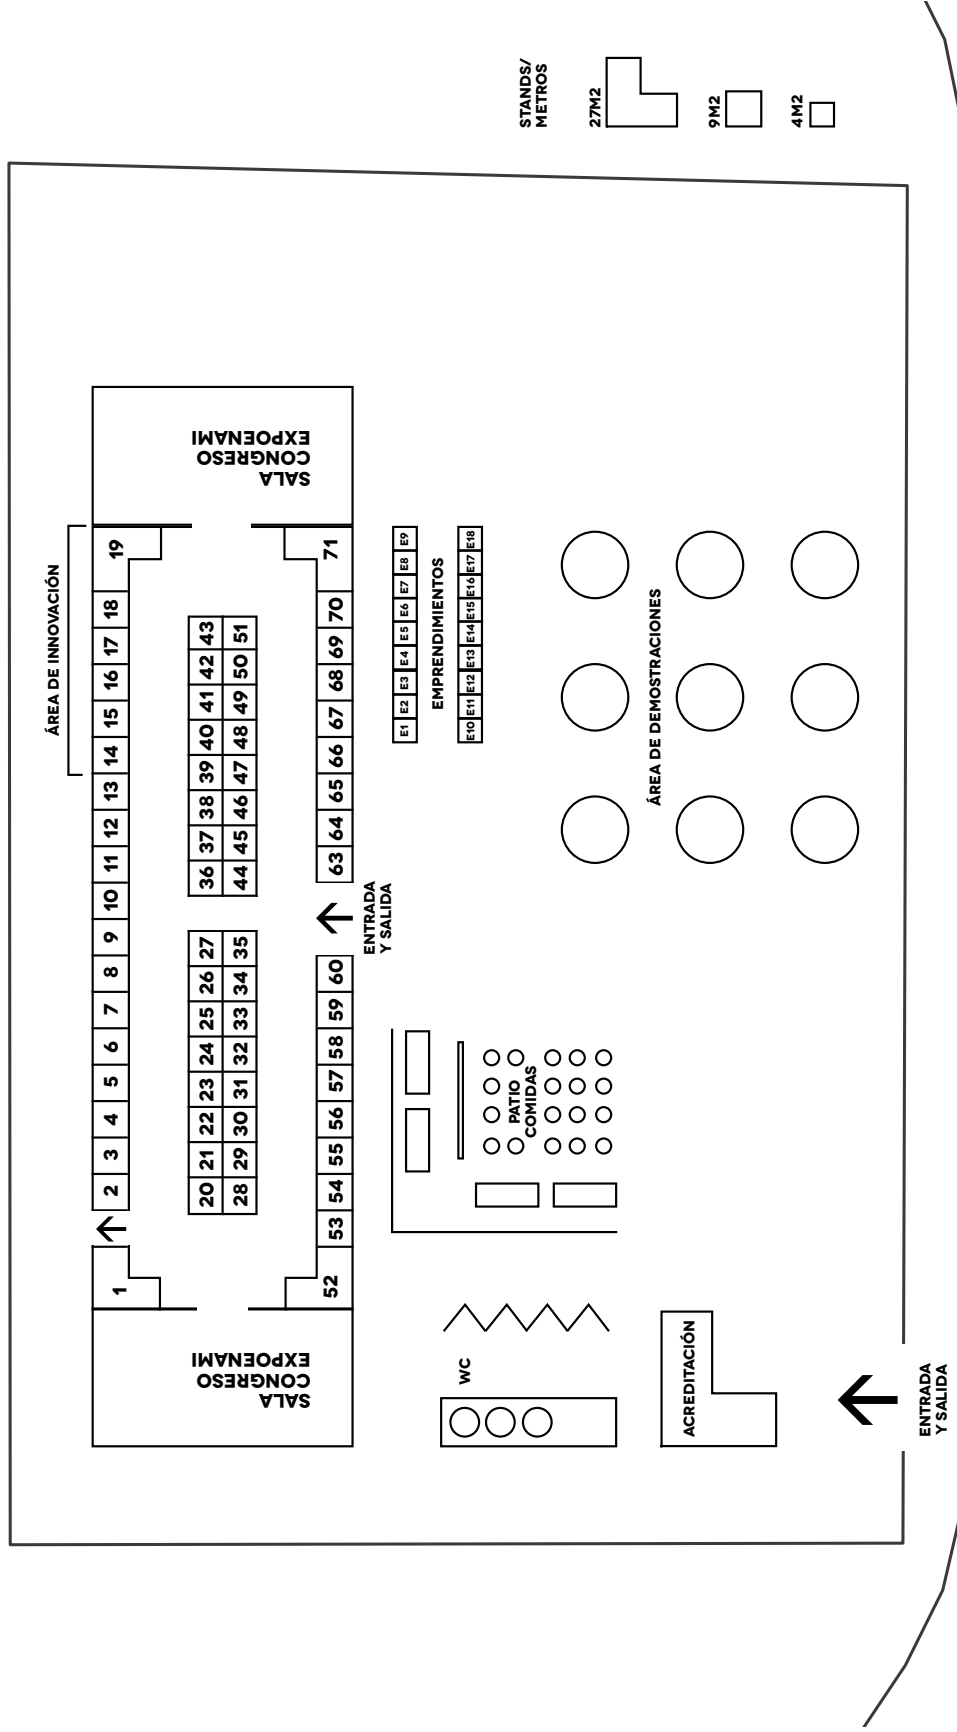 STANDS/
METROS
27M2
9M2
4M2
ÁREA DE INNOVACIÓN
SALA
CONGRESO
EXPOENAMI
1
2
3
4
5
6
7
8
9
10
11
12
13
14
15
16
17
18
19
20
21
22
23
24
25
26
27
36
37
38
39
40
41
42
43
28
29
30
31
32
33
34
35
44
45
46
47
48
49
50
51
52
53
54
55
56
57
58
59
60
63
64
65
66
67
68
69
70
71
SALA
CONGRESO
EXPOENAMI
ENTRADA
Y SALIDA
E1
E2
E3
E4
E5
E6
E7
E8
E9
EMPRENDIMIENTOS
E10
E11
E12
E13
E14
E15
E16
E17
E18
PATIO
COMIDAS
WC
ÁREA DE DEMOSTRACIONES
ACREDITACIÓN
ENTRADA
Y SALIDA